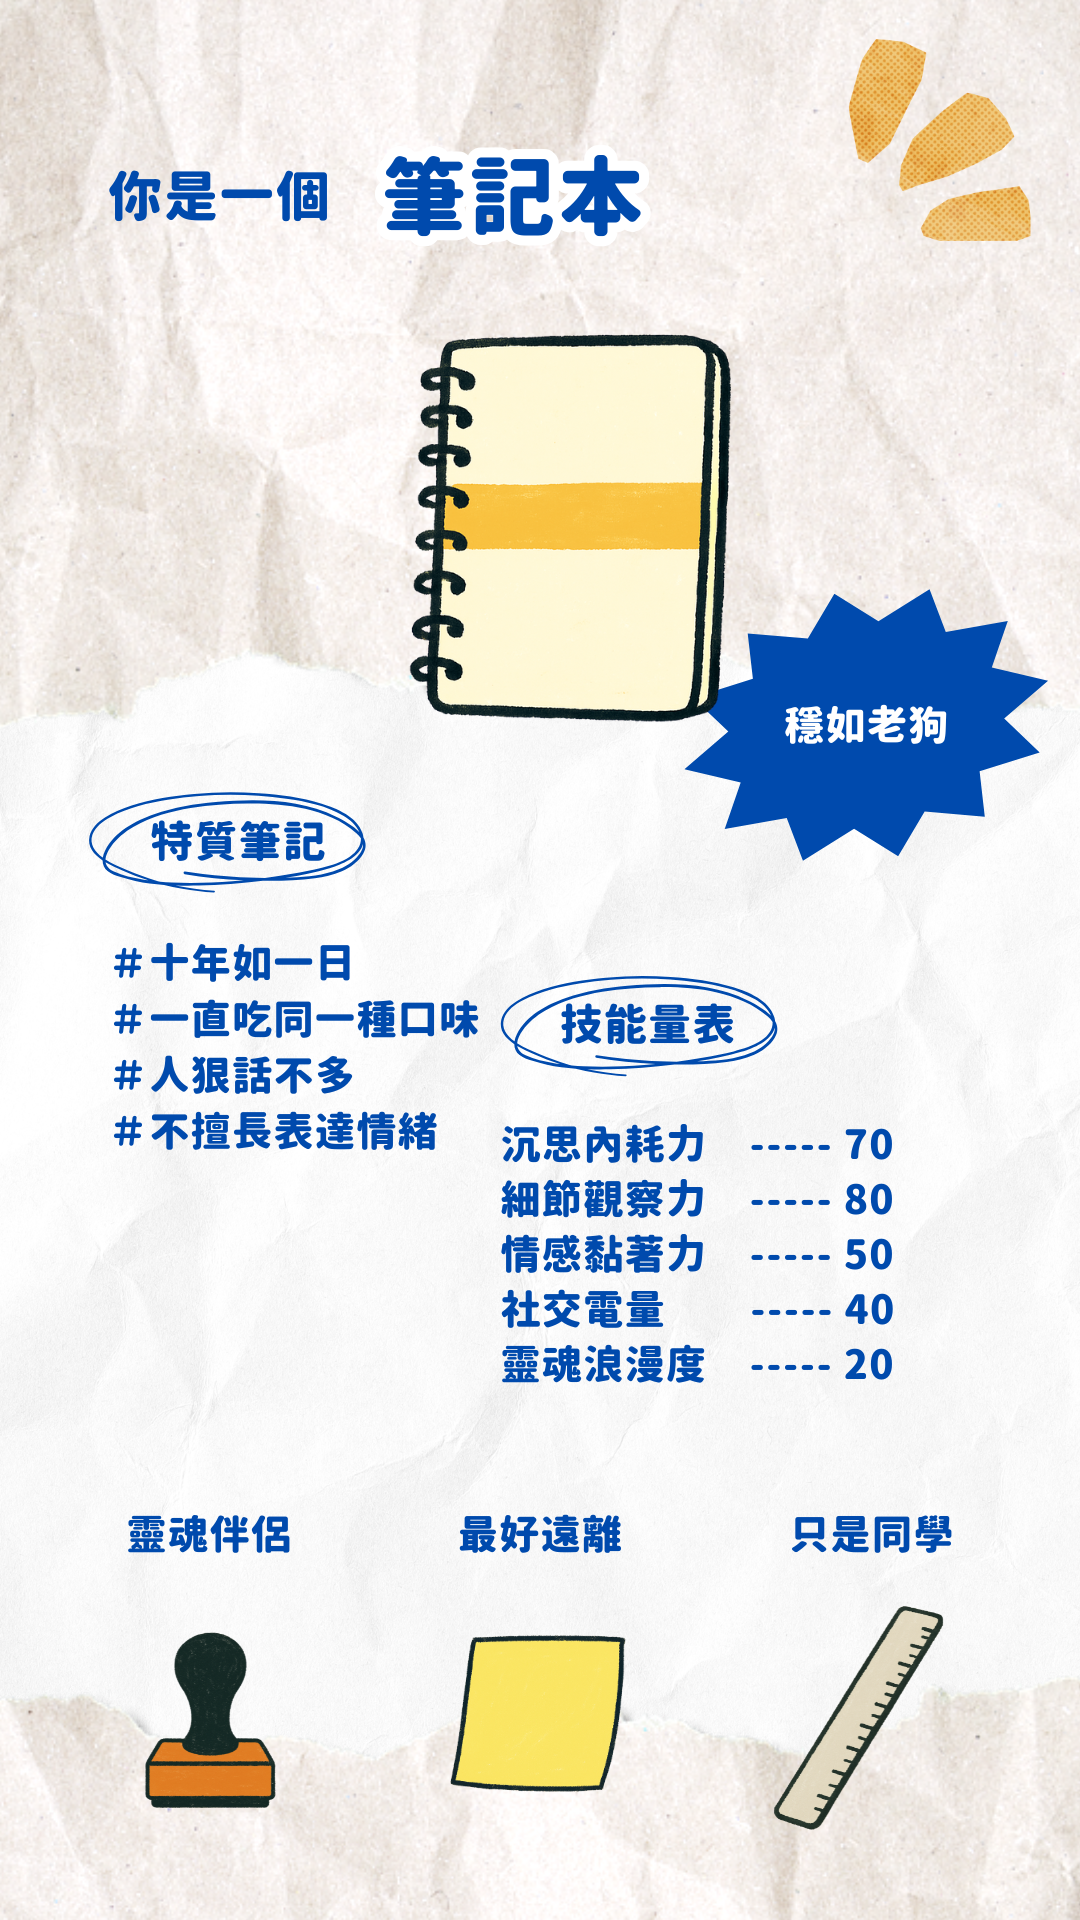 你是一個 筆記本
穩如老狗
特質筆記
#十年如一日
#一直吃同一種口味
#人狠話不多
#不擅長表達情緒
技能量表
沉思內耗力 ----- 70
細節觀察力 ----- 80
情感黏著力 ----- 50
社交電量 ----- 40
靈魂浪漫度 ----- 20
靈魂伴侶 最好遠離 只是同學